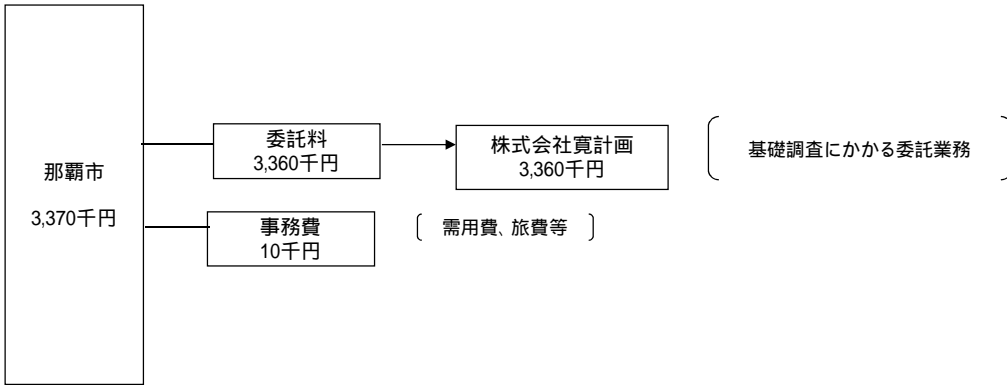 委託料
3,360千円
株式会社寛計画
3,360千円
基礎調査にかかる委託業務
那覇市
3,370千円
事務費
10千円
需用費、旅費等